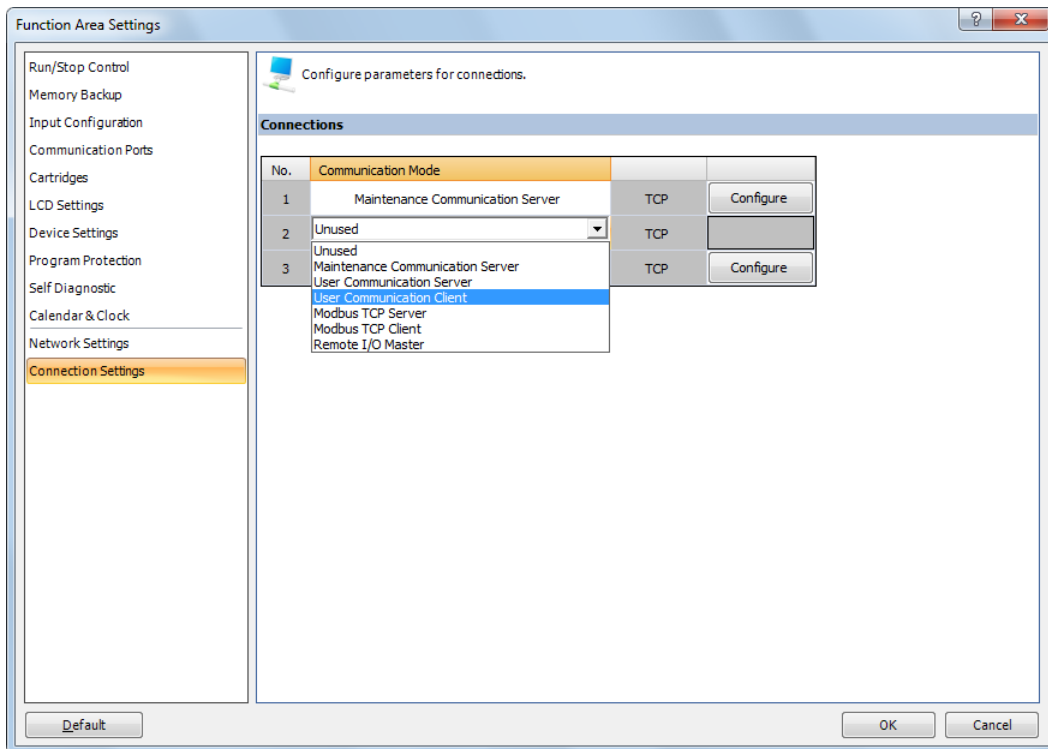 Function Area Settings
?
Run/Stop Control
Memory Backup
Input Configuration
Communication Ports
Cartridges
LCD Settings
Device Settings
Program Protection
Self Diagnostic
Calendar & Clock
Network Settings
Connection Settings
Configure parameters for connections.
Connections
No. Communication Mode
1 Maintenance Communication Server TCP Configure
2 Unused TCP
3 TCP Configure
Unused
Maintenance Communication Server
User Communication Server
User Communication Client
Modbus TCP Server
Modbus TCP Client
Remote I/O Master
Default OK Cancel